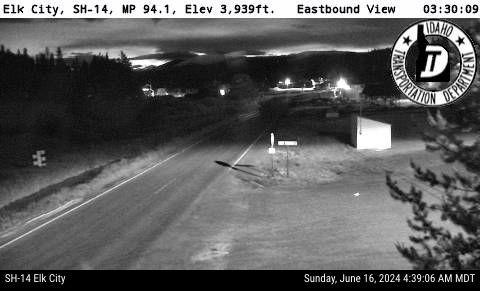 Elk City, SH-14, MP 94.1, Elev 3,939ft. Eastbound View 03:30:09
IDAHO
TRANSPORTATION DEPARTMENT
SH-14 Elk City Sunday, June 16, 2024 4:39:06 AM MDT